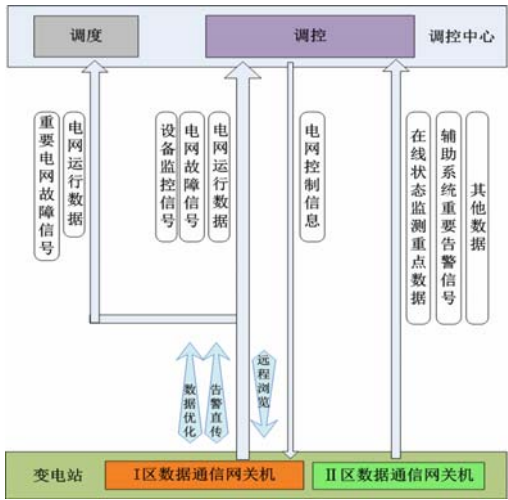 调度
调控
调控中心
重要电网故障信号
电网运行数据
设备监控信号
电网故障信号
电网运行数据
电网控制信息
在线状态监测重点数据
辅助系统重要告警信号
其他数据
数据优化
告警直传
远程浏览
变电站
I区数据通信网关机
II区数据通信网关机